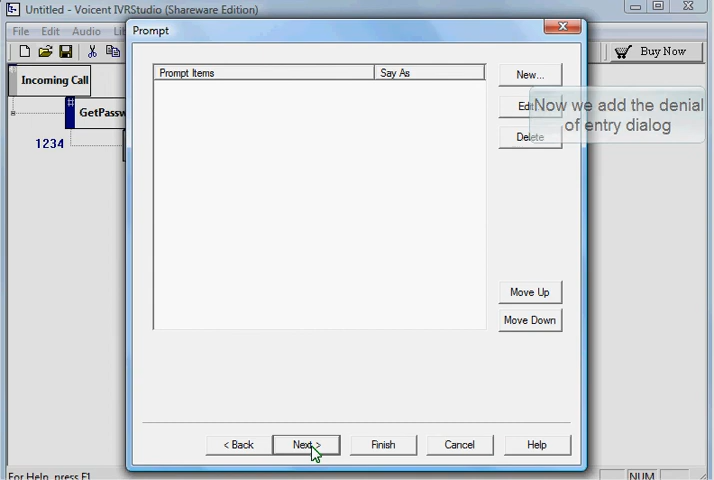 Untitled - Voicent IVRStudio (Shareware Edition)
File Edit Audio Li
Prompt
Buy Now
Incoming Call
Prompt Items Say As
New...
GetPassw
Edit
Now we add the denial
of entry dialog
Delete
1234
Move Up
Move Down
< Back Next > Finish Cancel Help
For Help, press F1
NUM